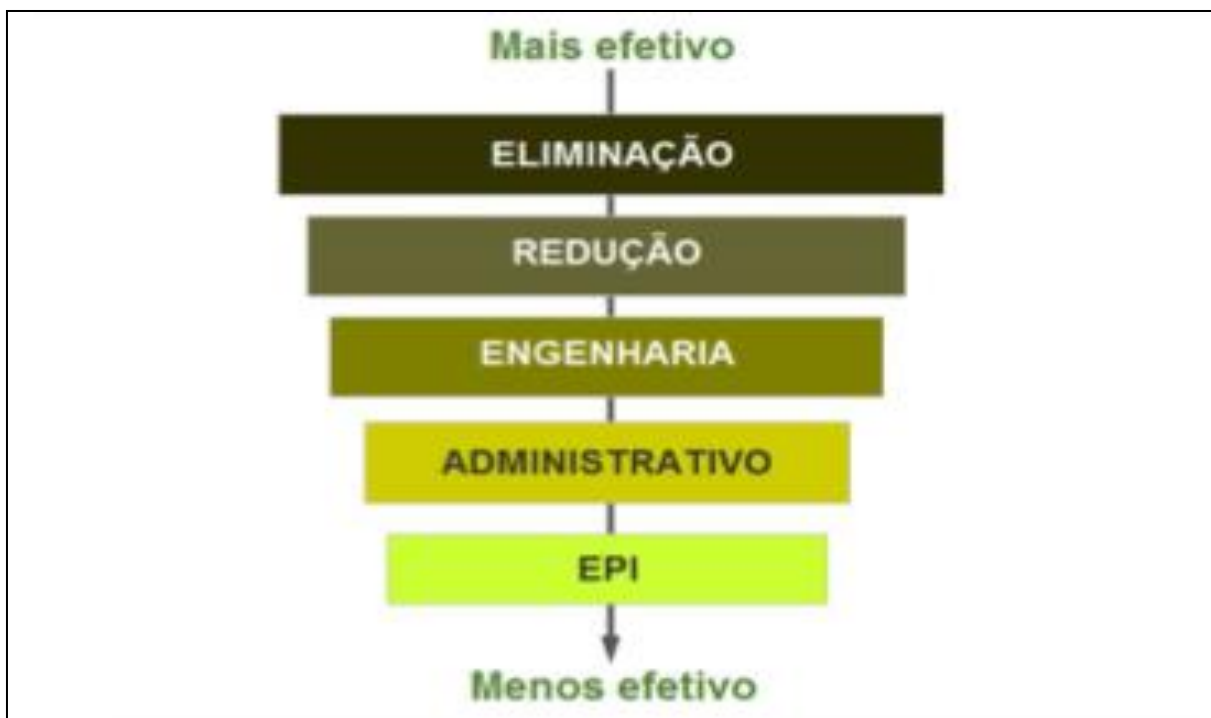 Mais efetivo
ELIMINAÇÃO
REDUÇÃO
ENGENHARIA
ADMINISTRATIVO
EPI
Menos efetivo